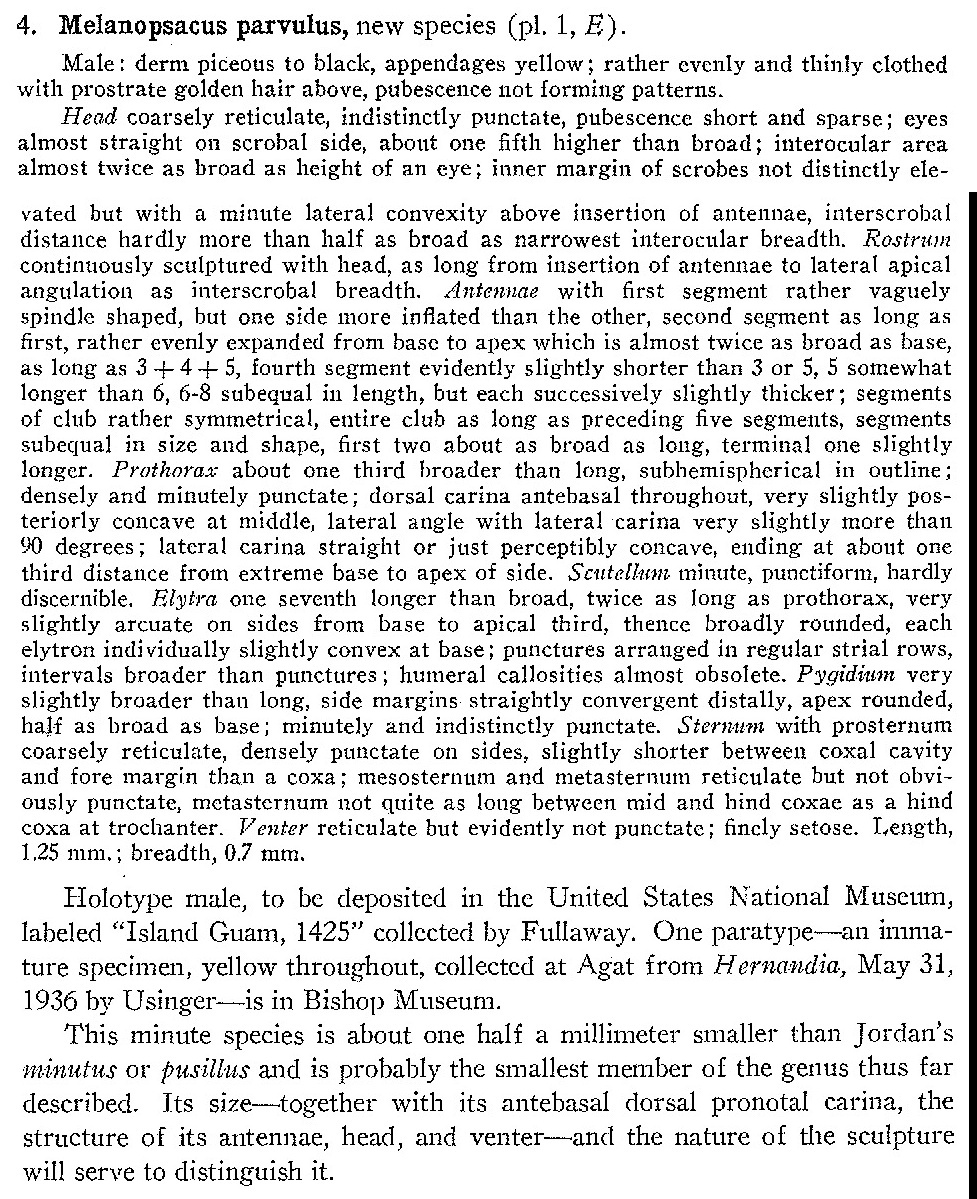 4. Melanopsacus parvulus, new species (pl. 1, E).
Male: derm piceous to black, appendages yellow; rather evenly and thinly clothed
with prostrate golden hair above, pubescence not forming patterns.
Head coarsely reticulate, indistinctly punctate, pubescence short and sparse; eyes
almost straight on scrobal side, about one fifth higher than broad; interocular area
almost twice as broad as height of an eye; inner margin of scrobes not distinctly ele-
vated but with a minute lateral convexity above insertion of antennae, interscrobal
distance hardly more than half as broad as narrowest interocular breadth. Rostrum
continuously sculptured with head, as long from insertion of antennae to lateral apical
angulation as interscrobal breadth. Antennae with first segment rather vaguely
spindle shaped, but one side more inflated than the other, second segment as long as
first, rather evenly expanded from base to apex which is almost twice as broad as base,
as long as 3 + 4 + 5, fourth segment evidently slightly shorter than 3 or 5, 5 somewhat
longer than 6, 6-8 subequal in length, but each successively slightly thicker; segments
of club rather symmetrical, entire club as long as preceding five segments, segments
subequal in size and shape, first two about as broad as long, terminal one slightly
longer. Prothorax about one third broader than long, subhemispherical in outline;
densely and minutely punctate; dorsal carina antebasal throughout, very slightly pos-
teriorly concave at middle, lateral angle with lateral carina very slightly more than
90 degrees; lateral carina straight or just perceptibly concave, ending at about one
third distance from extreme base to apex of side. Scutellum minute, punctiform, hardly
discernible. Elytra one seventh longer than broad, twice as long as prothorax, very
slightly arcuate on sides from base to apical third, thence broadly rounded, each
elytron individually slightly convex at base; punctures arranged in regular strial rows,
intervals broader than punctures; humeral callosities almost obsolete. Pygidium very
slightly broader than long, side margins straightly convergent distally, apex rounded,
half as broad as base; minutely and indistinctly punctate. Sternum with prosternum
coarsely reticulate, densely punctate on sides, slightly shorter between coxal cavity
and fore margin than a coxa; mesosternum and metasternum reticulate but not obvi-
ously punctate, metasternum not quite as long between mid and hind coxae as a hind
coxa at trochanter. Venter reticulate but evidently not punctate; finely setose. Length,
1.25 mm.; breadth, 0.7 mm.
Holotype male, to be deposited in the United States National Museum,
labeled “Island Guam, 1425” collected by Fullaway. One paratype—an imma-
ture specimen, yellow throughout, collected at Agat from Hernandia, May 31,
1936 by Usinger—is in Bishop Museum.
This minute species is about one half a millimeter smaller than Jordan's
minutus or pusillus and is probably the smallest member of the genus thus far
described. Its size—together with its antebasal dorsal pronotal carina, the
structure of its antennae, head, and venter—and the nature of the sculpture
will serve to distinguish it.